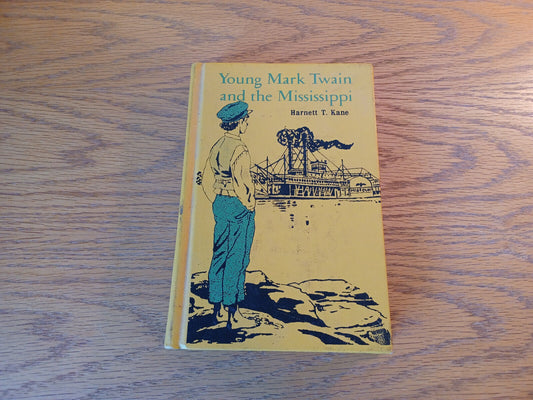 Young Mark Twain
and the Mississippi
Harnett T. Kane